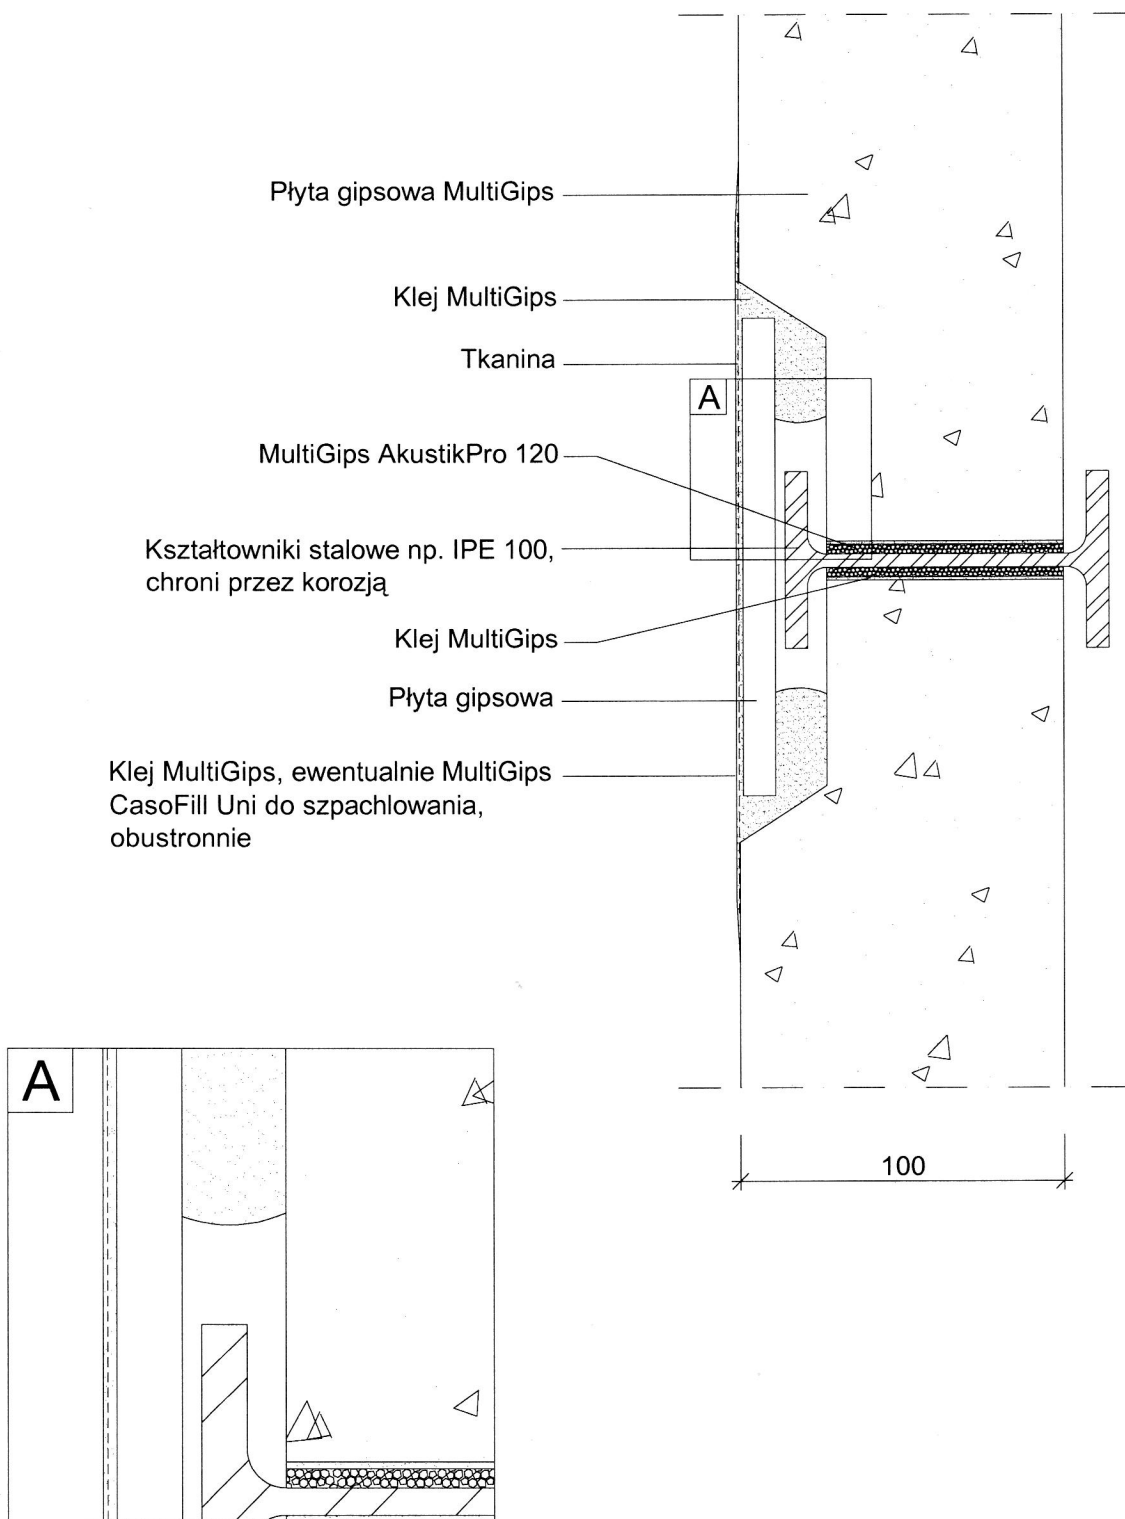 Płyta gipsowa MultiGips
Klej MultiGips
Tkanina
A
MultiGips AkustikPro 120
Kształtowniki stalowe np. IPE 100,
chroni przez korozją
Klej MultiGips
Płyta gipsowa
Klej MultiGips, ewentualnie MultiGips
CasoFill Uni do szpachlowania,
obustronnie
A
100